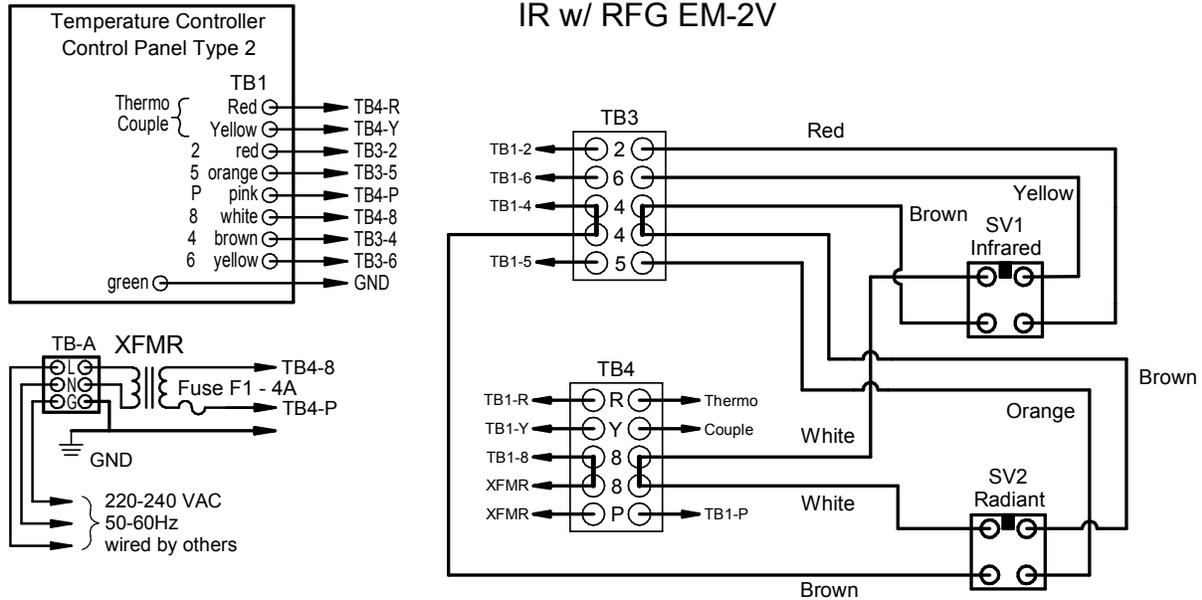 IR w/ RFG EM-2V
Temperature Controller
Control Panel Type 2
TB1
Thermo
Couple
Red TB4-R
Yellow TB4-Y
2 red TB3-2
5 orange TB3-5
P pink TB4-P
8 white TB4-8
4 brown TB3-4
6 yellow TB3-6
green GND
TB-A XFMR
L
N
G
TB4-8
Fuse F1 - 4A
TB4-P
GND
220-240 VAC
50-60Hz
wired by others
TB3
TB1-2 2
TB1-6 6
TB1-4 4
4
TB1-5 5
Red
Yellow
Brown
SV1
Infrared
TB4
TB1-R R Thermo
TB1-Y Y Couple
TB1-8 8
XFMR 8
XFMR P TB1-P
White
White
Brown
Orange
SV2
Radiant
Brown